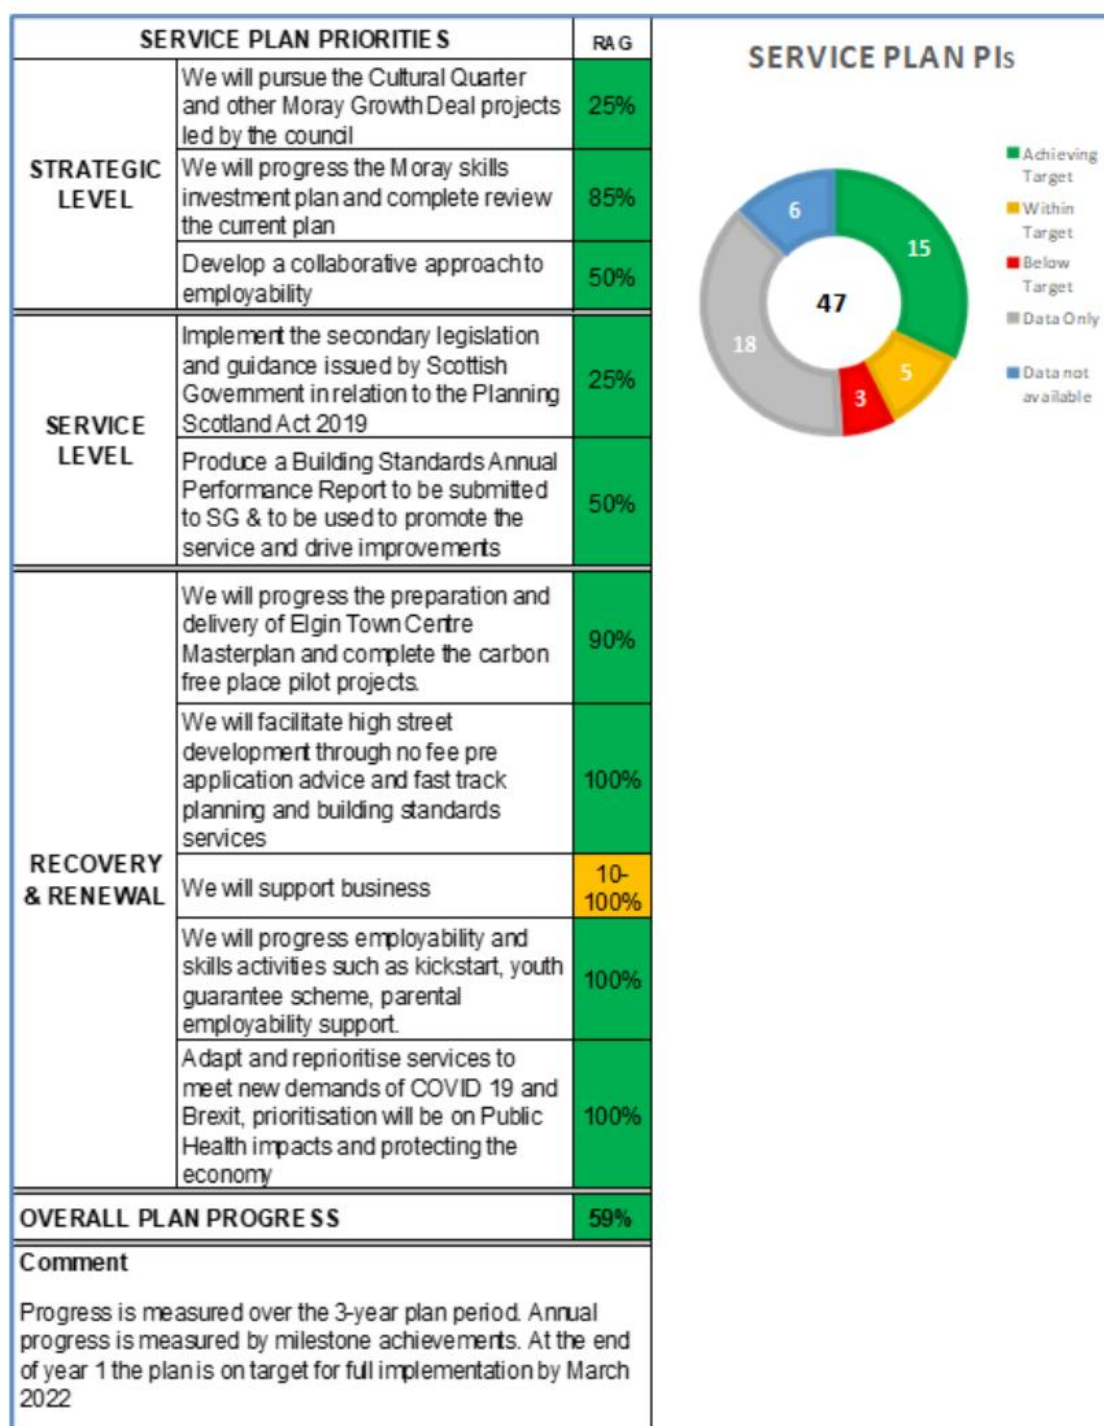 SERVICE PLAN PRIORITIES
RAG
STRATEGIC
LEVEL
We will pursue the Cultural Quarter
and other Moray Growth Deal projects
led by the council
25%
We will progress the Moray skills
investment plan and complete review
the current plan
85%
Develop a collaborative approach to
employability
50%
SERVICE
LEVEL
Implement the secondary legislation
and guidance issued by Scottish
Government in relation to the Planning
Scotland Act 2019
25%
Produce a Building Standards Annual
Performance Report to be submitted
to SG & to be used to promote the
service and drive improvements
50%
RECOVERY
& RENEWAL
We will progress the preparation and
delivery of Elgin Town Centre
Masterplan and complete the carbon
free place pilot projects.
90%
We will facilitate high street
development through no fee pre
application advice and fast track
planning and building standards
services
100%
We will support business
10-
100%
We will progress employability and
skills activities such as kickstart, youth
guarantee scheme, parental
employability support.
100%
Adapt and reprioritise services to
meet new demands of COVID 19 and
Brexit, prioritisation will be on Public
Health impacts and protecting the
economy
100%
OVERALL PLAN PROGRESS
59%
Comment
Progress is measured over the 3-year plan period. Annual
progress is measured by milestone achievements. At the end
of year 1 the plan is on target for full implementation by March
2022
SERVICE PLAN PIs
6
15
47
18
5
3
Achieving
Target
Within
Target
Below
Target
Data Only
Data not
available